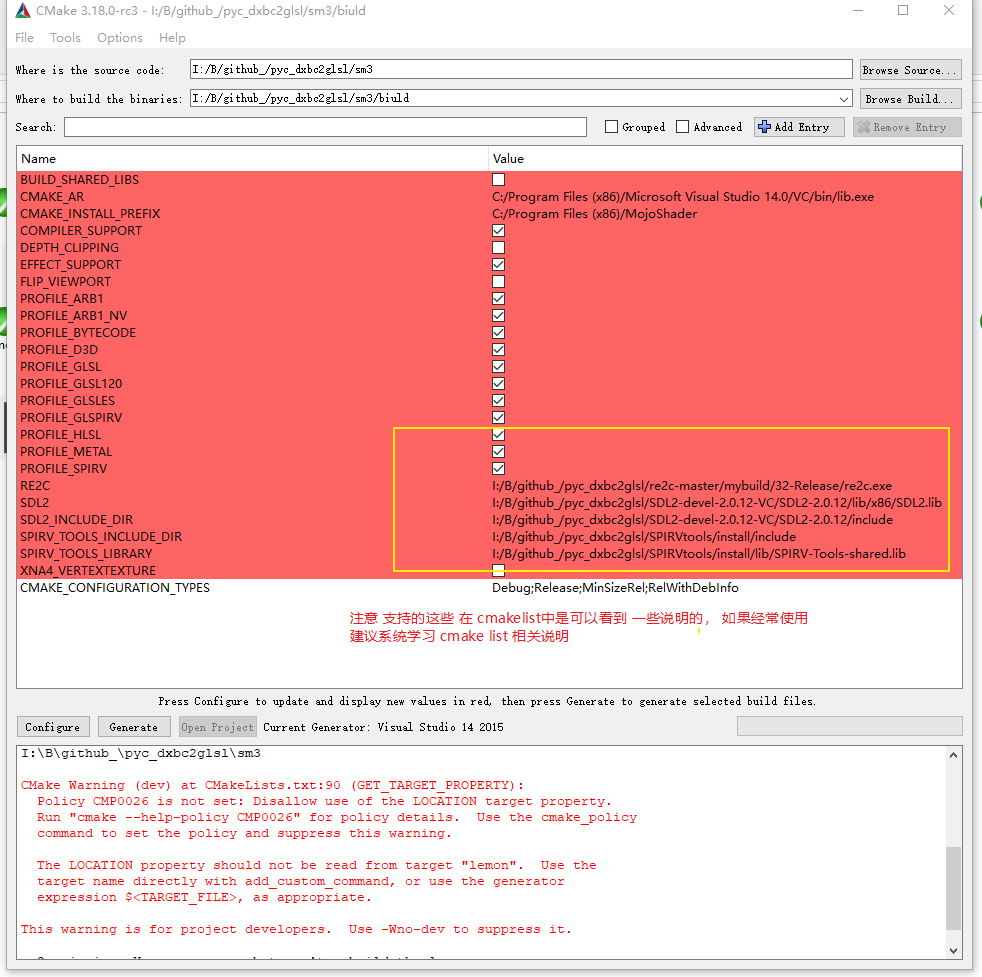 CMake 3.18.0-rc3 - I:/B/github_/pyc_dxbc2glsl/sm3/biuld
File Tools Options Help
Where is the source code: I:/B/github_/pyc_dxbc2glsl/sm3 Browse Source...
Where to build the binaries: I:/B/github_/pyc_dxbc2glsl/sm3/biuld Browse Build...
Search: Grouped Advanced Add Entry Remove Entry
Name Value
BUILD_SHARED_LIBS
CMAKE_AR C:/Program Files (x86)/Microsoft Visual Studio 14.0/VC/bin/lib.exe
CMAKE_INSTALL_PREFIX C:/Program Files (x86)/MojoShader
COMPILER_SUPPORT
DEPTH_CLIPPING
EFFECT_SUPPORT
FLIP_VIEWPORT
PROFILE_ARB1
PROFILE_ARB1_NV
PROFILE_BYTECODE
PROFILE_D3D
PROFILE_GLSL
PROFILE_GLSL120
PROFILE_GLSLES
PROFILE_GLSPIRV
PROFILE_HLSL
PROFILE_METAL
PROFILE_SPIRV
RE2C I:/B/github_/pyc_dxbc2glsl/re2c-master/mybuild/32-Release/re2c.exe
SDL2 I:/B/github_/pyc_dxbc2glsl/SDL2-devel-2.0.12-VC/SDL2-2.0.12/lib/x86/SDL2.lib
SDL2_INCLUDE_DIR I:/B/github_/pyc_dxbc2glsl/SDL2-devel-2.0.12-VC/SDL2-2.0.12/include
SPIRV_TOOLS_INCLUDE_DIR I:/B/github_/pyc_dxbc2glsl/SPIRVtools/install/include
SPIRV_TOOLS_LIBRARY I:/B/github_/pyc_dxbc2glsl/SPIRVtools/install/lib/SPIRV-Tools-shared.lib
XNA4_VERTEXTEXTURE
CMAKE_CONFIGURATION_TYPES Debug;Release;MinSizeRel;RelWithDebInfo
注意 支持的这些 在 cmakelist中是可以看到 一些说明的， 如果经常使用
建议系统学习 cmake list 相关说明
Press Configure to update and display new values in red, then press Generate to generate selected build files.
Configure Generate Open Project Current Generator: Visual Studio 14 2015
I:\B\github_\pyc_dxbc2glsl\sm3
CMake Warning (dev) at CMakeLists.txt:90 (GET_TARGET_PROPERTY):
Policy CMP0026 is not set: Disallow use of the LOCATION target property.
Run "cmake --help-policy CMP0026" for policy details. Use the cmake_policy
command to set the policy and suppress this warning.
The LOCATION property should not be read from target "lemon". Use the
target name directly with add_custom_command, or use the generator
expression $<TARGET_FILE>, as appropriate.
This warning is for project developers. Use -Wno-dev to suppress it.